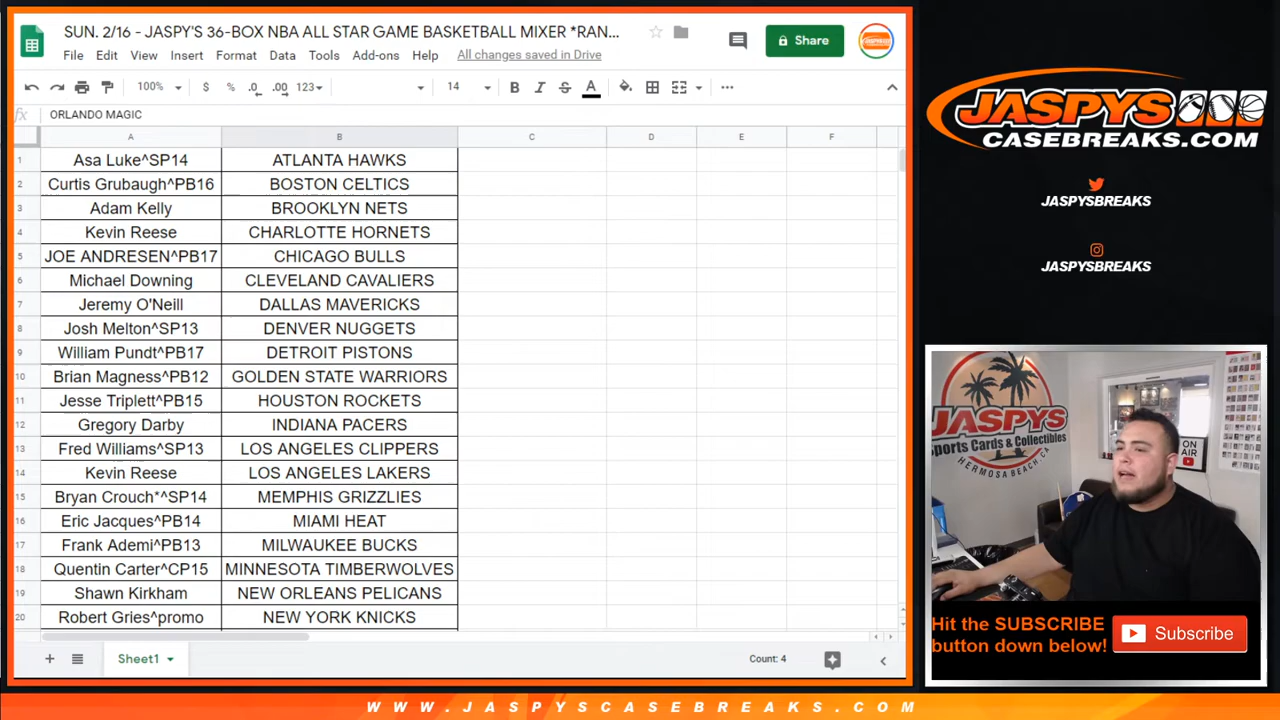 SUN. 2/16 - JASPY'S 36-BOX NBA ALL STAR GAME BASKETBALL MIXER *RAN...
File Edit View Insert Format Data Tools Add-ons Help All changes saved in Drive
Share
100% $ % .0 .00 123 14 B I S A
fx ORLANDO MAGIC
A B C D E F
1 Asa Luke^SP14 ATLANTA HAWKS
2 Curtis Grubaugh^PB16 BOSTON CELTICS
3 Adam Kelly BROOKLYN NETS
4 Kevin Reese CHARLOTTE HORNETS
5 JOE ANDRESEN^PB17 CHICAGO BULLS
6 Michael Downing CLEVELAND CAVALIERS
7 Jeremy O'Neill DALLAS MAVERICKS
8 Josh Melton^SP13 DENVER NUGGETS
9 William Pundt^PB17 DETROIT PISTONS
10 Brian Magness^PB12 GOLDEN STATE WARRIORS
11 Jesse Triplett^PB15 HOUSTON ROCKETS
12 Gregory Darby INDIANA PACERS
13 Fred Williams^SP13 LOS ANGELES CLIPPERS
14 Kevin Reese LOS ANGELES LAKERS
15 Bryan Crouch*^SP14 MEMPHIS GRIZZLIES
16 Eric Jacques^PB14 MIAMI HEAT
17 Frank Ademi^PB13 MILWAUKEE BUCKS
18 Quentin Carter^CP15 MINNESOTA TIMBERWOLVES
19 Shawn Kirkham NEW ORLEANS PELICANS
20 Robert Gries^promo NEW YORK KNICKS
Sheet1 Count: 4
JASPYS
CASEBREAKS.COM
JASPYSBREAKS
JASPYSBREAKS
JASPYS
Sports Cards & Collectibles
HERMOSA BEACH, CA
ON
AIR
Hit the SUBSCRIBE
button down below!
Subscribe
WWW.JASPYSCASEBREAKS.COM